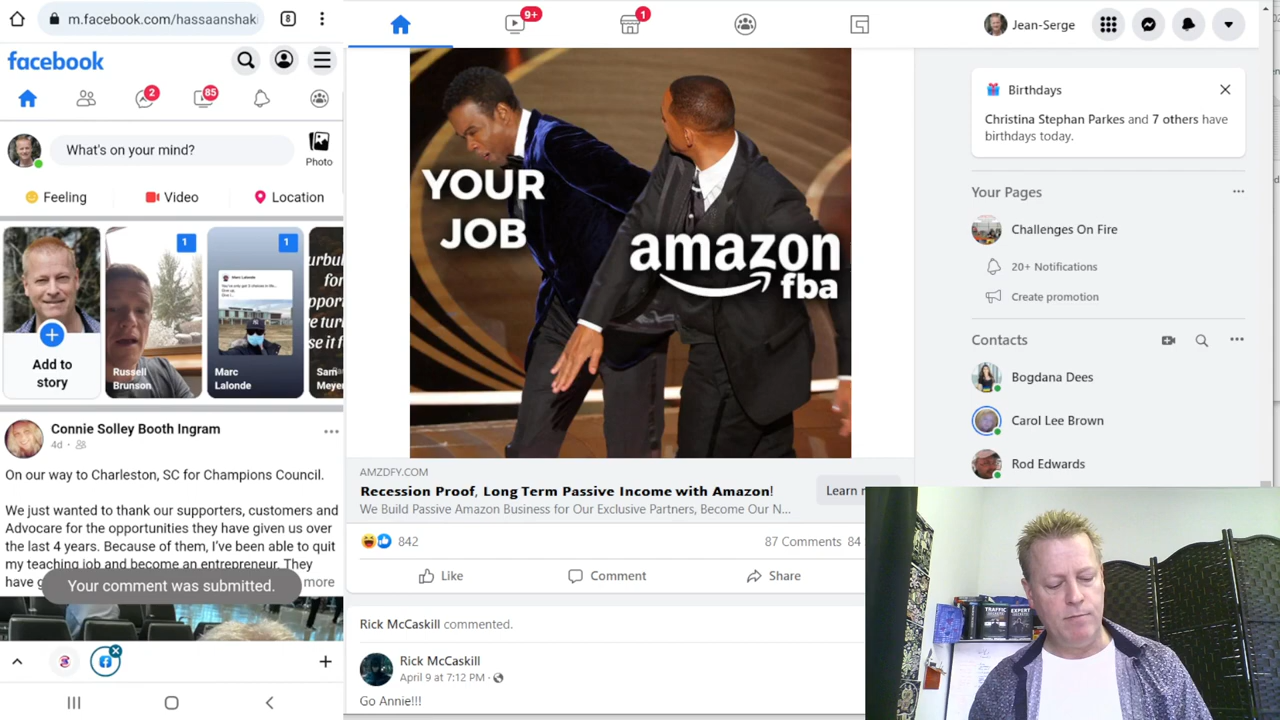 m.facebook.com/hassaanshak
8
facebook
2
85
What's on your mind?
Photo
Feeling
Video
Location
Add to
story
1
Russell
Brunson
1
Marc
Lalonde
Sam
Meye
Connie Solley Booth Ingram
4d
On our way to Charleston, SC for Champions Council.
We just wanted to thank our supporters, customers and
Advocare for the opportunities they have given us over
the last 4 years. Because of them, I've been able to quit
my teaching job and become an entrepreneur. They
have
more
Your comment was submitted.
9+
1
Jean-Serge
YOUR
JOB
amazon
fba
AMZDFY.COM
Recession Proof, Long Term Passive Income with Amazon!
We Build Passive Amazon Business for Our Exclusive Partners, Become Our N...
Learn
842
87 Comments 84
Like
Comment
Share
Rick McCaskill commented.
Rick McCaskill
April 9 at 7:12 PM
Go Annie!!!
Birthdays
Christina Stephan Parkes and 7 others have
birthdays today.
Your Pages
Challenges On Fire
20+ Notifications
Create promotion
Contacts
Bogdana Dees
Carol Lee Brown
Rod Edwards
TRAFFIC
EXPERT